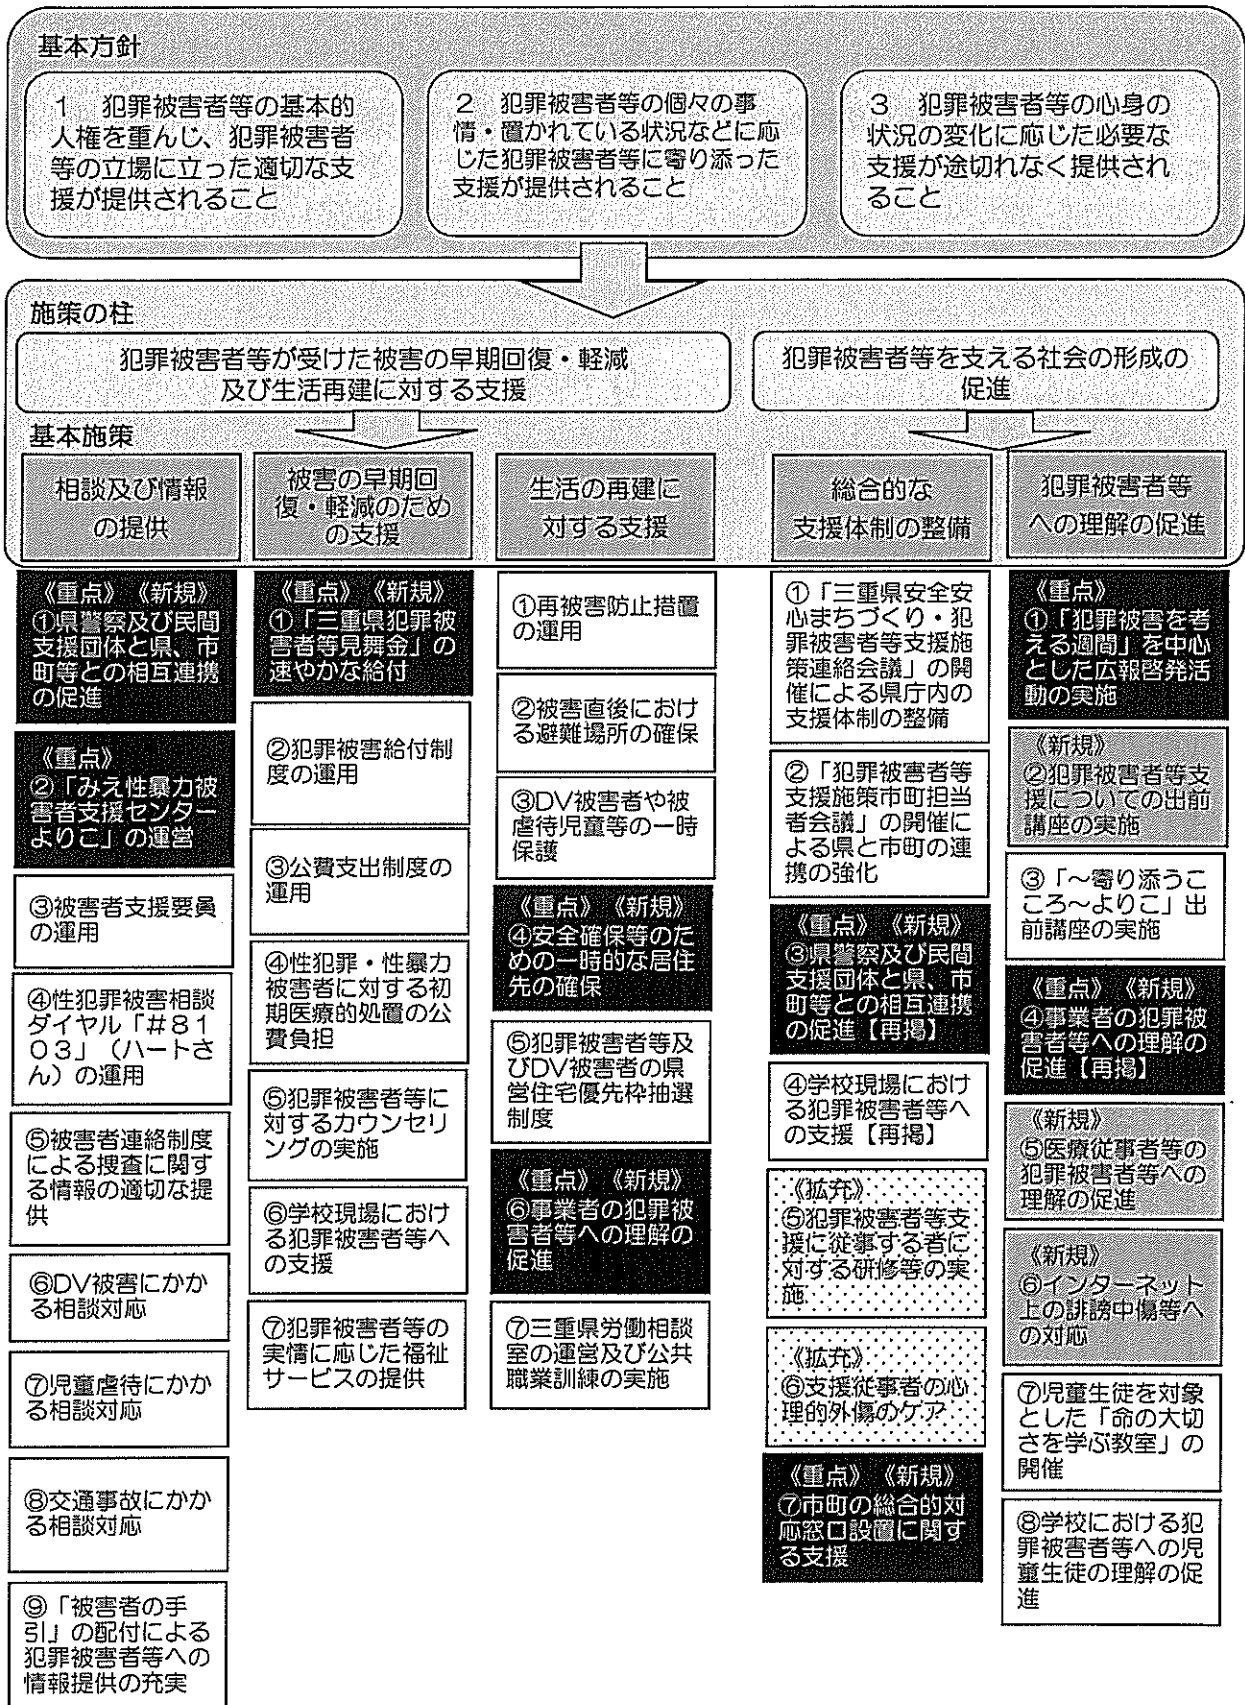 基本方針
1　犯罪被害者等の基本的
人権を重んじ、犯罪被害者
等の立場に立った適切な支
援が提供されること
2　犯罪被害者等の個々の事
情・置かれている状況などに応
じた犯罪被害者等に寄り添った
支援が提供されること
3　犯罪被害者等の心身の
状況の変化に応じた必要な
支援が途切れなく提供され
ること
施策の柱
犯罪被害者等が受けた被害の早期回復・軽減
及び生活再建に対する支援
犯罪被害者等を支える社会の形成の
促進
基本施策
相談及び情報
の提供
被害の早期回
復・軽減のため
の支援
生活の再建に
対する支援
総合的な
支援体制の整備
犯罪被害者等
への理解の促進
《重点》《新規》
①県警察及び民間
支援団体と県、市
町等との相互連携
の促進
《重点》
②「みえ性暴力被
害者支援センター
よりこ」の運営
③被害者支援要員
の運用
④性犯罪被害相談
ダイヤル「#81
03」（ハートさ
ん）の運用
⑤被害者連絡制度
による捜査に関す
る情報の適切な提
供
⑥DV被害にかか
る相談対応
⑦児童虐待にかか
る相談対応
⑧交通事故にかか
る相談対応
⑨「被害者の手
引」の配付による
犯罪被害者等への
情報提供の充実
《重点》《新規》
①「三重県犯罪被
害者等見舞金」の
速やかな給付
②犯罪被害給付制
度の運用
③公費支出制度の
運用
④性犯罪・性暴力
被害者に対する初
期医療的処置の公
費負担
⑤犯罪被害者等に
対するカウンセリ
ングの実施
⑥学校現場におけ
る犯罪被害者等へ
の支援
⑦犯罪被害者等の
実情に応じた福祉
サービスの提供
①再被害防止措置
の運用
②被害直後におけ
る避難場所の確保
③DV被害者や被
虐待児童等の一時
保護
《重点》《新規》
④安全確保等のた
めの一時的な居住
先の確保
⑤犯罪被害者等及
びDV被害者の県
営住宅優先枠抽選
制度
《重点》《新規》
⑥事業者の犯罪被
害者等への理解の
促進
⑦三重県労働相談
室の運営及び公共
職業訓練の実施
①「三重県安全安
心まちづくり・犯
罪被害者等支援施
策連絡会議」の開
催による県庁内の
支援体制の整備
②「犯罪被害者等
支援施策市町担当
者会議」の開催に
よる県と市町の連
携の強化
《重点》《新規》
③県警察及び民間
支援団体と県、市
町等との相互連携
の促進【再掲】
④学校現場におけ
る犯罪被害者等へ
の支援【再掲】
《拡充》
⑤犯罪被害者等支
援に従事する者に
対する研修等の実
施
《拡充》
⑥支援従事者の心
理的外傷のケア
《重点》《新規》
⑦市町の総合的対
応窓口設置に関す
る支援
《重点》
①「犯罪被害を考
える週間」を中心
とした広報啓発活
動の実施
《新規》
②犯罪被害者等支
援についての出前
講座の実施
③「～寄り添うこ
ころ～よりこ」出
前講座の実施
《重点》《新規》
④事業者の犯罪被
害者等への理解の
促進【再掲】
《新規》
⑤医療従事者等の
犯罪被害者等への
理解の促進
《新規》
⑥インターネット
上の誹謗中傷等へ
の対応
⑦児童生徒を対象
とした「命の大切
さを学ぶ教室」の
開催
⑧学校における犯
罪被害者等への児
童生徒の理解の促
進